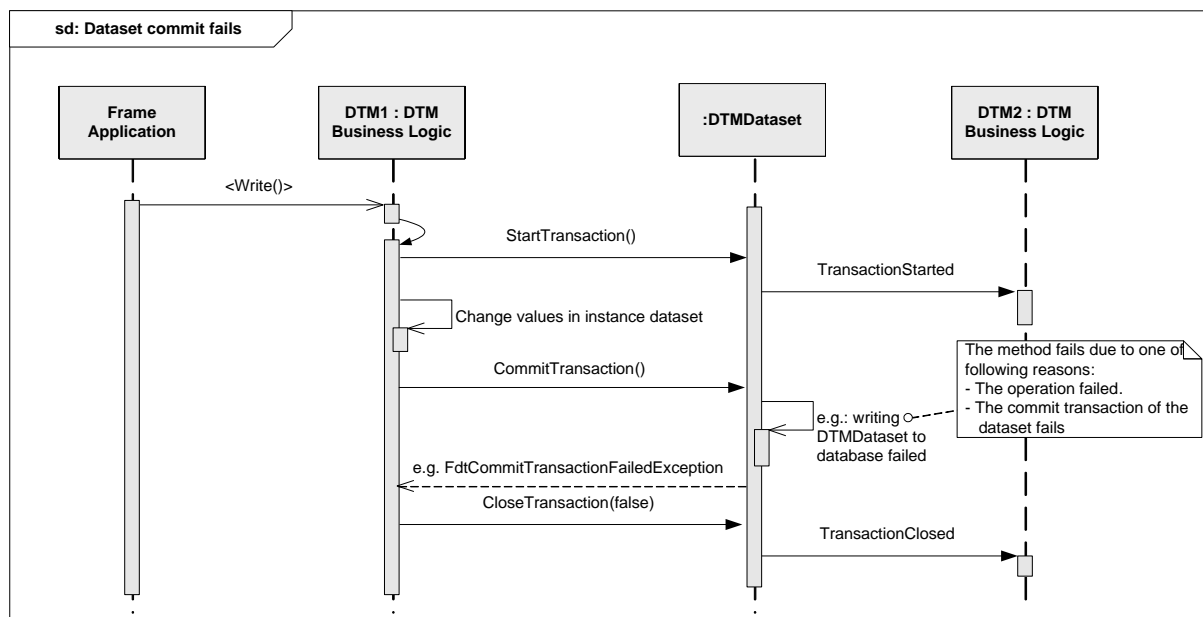 sd: Dataset commit fails
Frame
Application
DTM1 : DTM
Business Logic
:DTMDataset
DTM2 : DTM
Business Logic
<Write()>
StartTransaction()
TransactionStarted
Change values in instance dataset
The method fails due to one of
following reasons:
- The operation failed.
- The commit transaction of the
dataset fails
CommitTransaction()
e.g.: writing
DTMDataset to
database failed
e.g. FdtCommitTransactionFailedException
CloseTransaction(false)
TransactionClosed